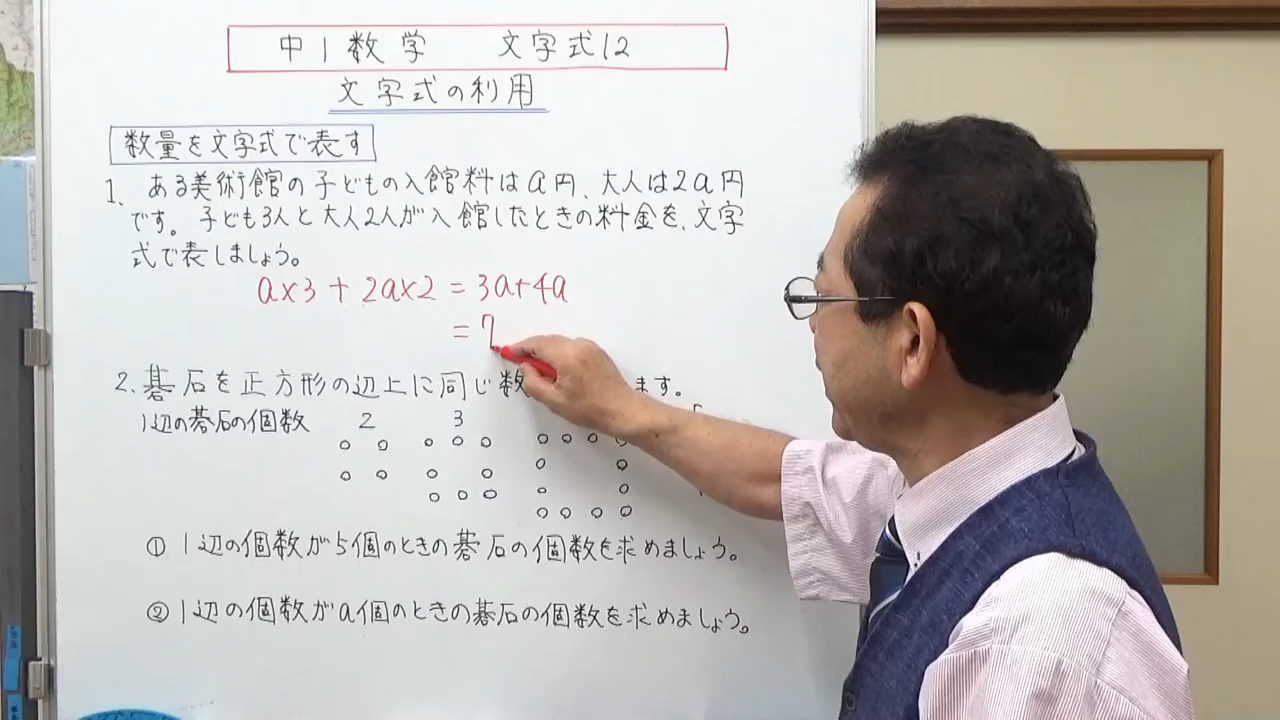 中1数学 文字式12
文字式の利用
数量を文字式で表す
1、ある美術館の子どもの入館料はa円、大人は2a円
です。子ども3人と大人2人が入館したときの料金を、文字
式で表しましょう。
a×3+2a×2=3a+4a
=7
2.碁石を正方形の辺上に同じ数 ます。
1辺の碁石の個数 2 3
① 1辺の個数が5個のときの碁石の個数を求めましょう。
② 1辺の個数がa個のときの碁石の個数を求めましょう。